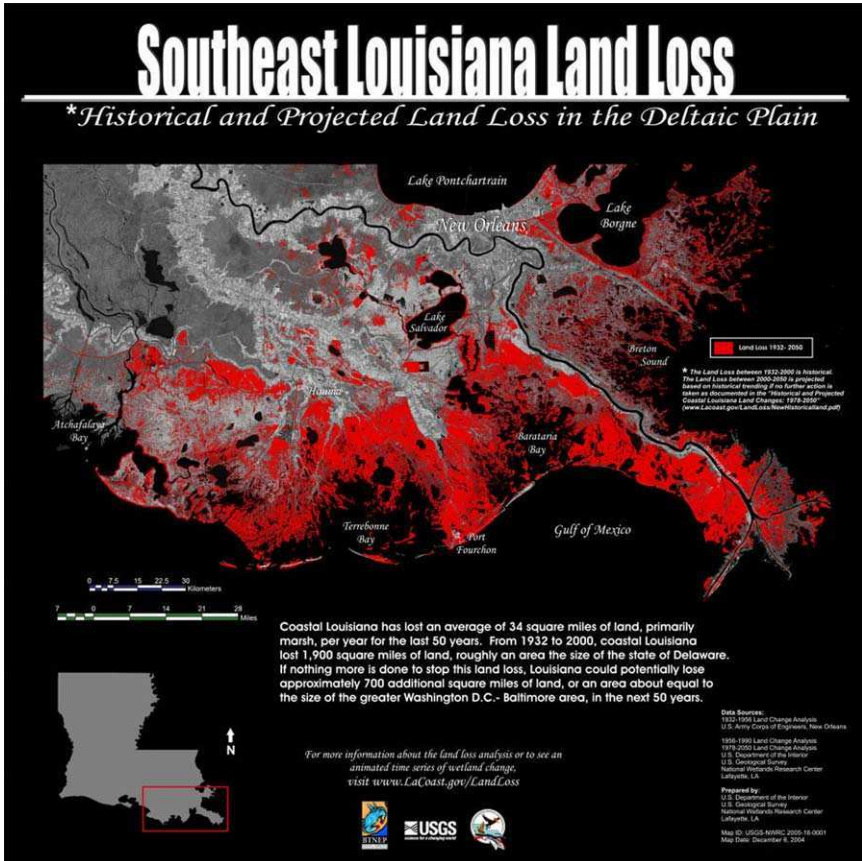 Southeast Louisiana Land Loss
*Historical and Projected Land Loss in the Deltaic Plain
Lake Pontchartrain
New Orleans
Lake
Borgne
Lake
Salvador
Breton
Sound
Land Loss 1932- 2050
* The Land Loss between 1932-2000 is historical.
The Land Loss between 2000-2050 is projected
based on historical trending if no further action is
taken as documented in the "Historical and Projected
Coastal Louisiana Land Changes: 1978-2050"
(www.Lacoast.gov/LandLoss/NewHistoricalland.pdf)
Houma
Atchafalaya
Bay
Barataria
Bay
Terrebonne
Bay
Port
Fourchon
Gulf of Mexico
0 7.5 15 22.5 30
Kilometers
7 0 7 14 21 28
Miles
Coastal Louisiana has lost an average of 34 square miles of land, primarily
marsh, per year for the last 50 years. From 1932 to 2000, coastal Louisiana
lost 1,900 square miles of land, roughly an area the size of the state of Delaware.
If nothing more is done to stop this land loss, Louisiana could potentially lose
approximately 700 additional square miles of land, or an area about equal to
the size of the greater Washington D.C.- Baltimore area, in the next 50 years.
N
For more information about the land loss analysis or to see an
animated time series of wetland change,
visit www.LaCoast.gov/LandLoss
BTNEP
USGS
science for a changing world
Data Sources:
1932-1956 Land Change Analysis
U.S. Army Corps of Engineers, New Orleans
1956-1990 Land Change Analysis
1978-2050 Land Change Analysis
U.S. Department of the Interior
U.S. Geological Survey
National Wetlands Research Center
Lafayette, LA
Prepared by:
U.S. Department of the Interior
U.S. Geological Survey
National Wetlands Research Center
Lafayette, LA
Map ID: USGS-NWRC 2005-16-0001
Map Date: December 6, 2004